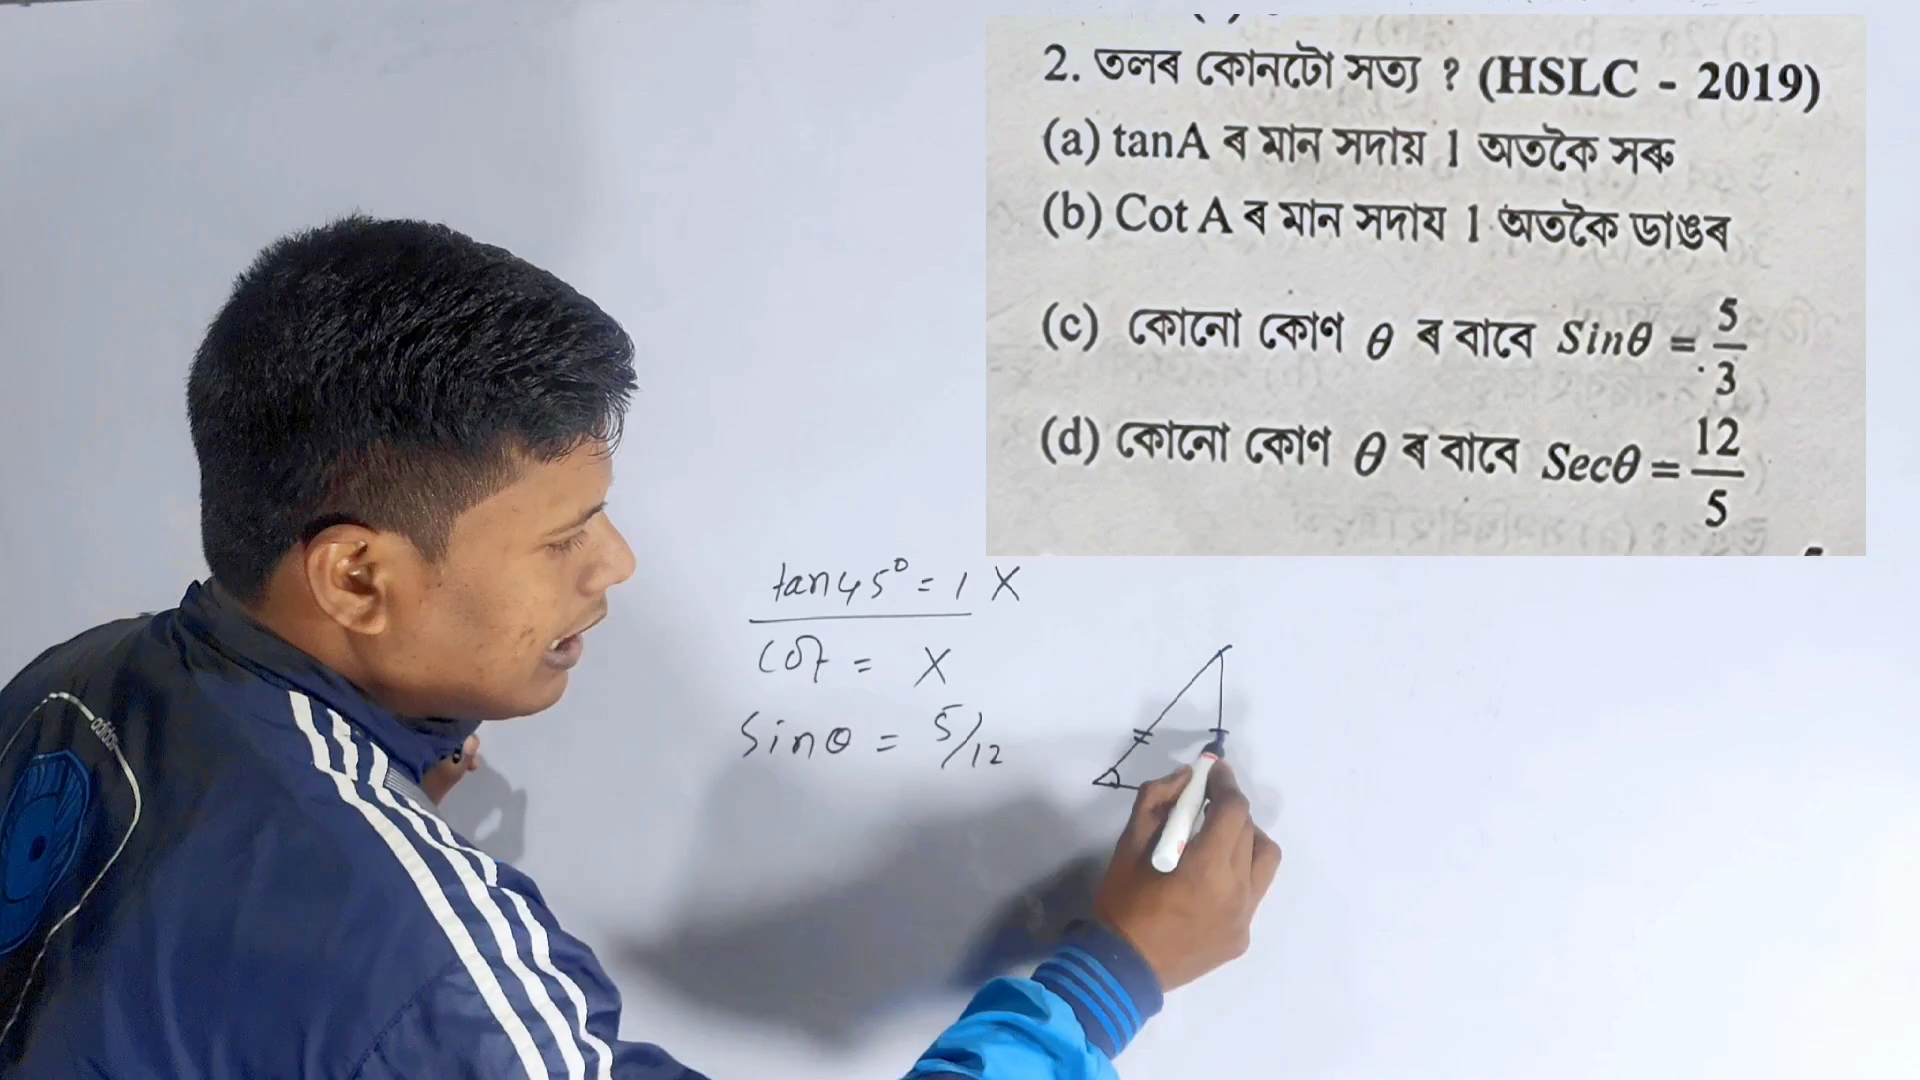 2. তলৰ কোনটো সত্য ? (HSLC - 2019)
(a) tanA ৰ মান সদায় 1 অতকৈ সৰু
(b) Cot A ৰ মান সদায 1 অতকৈ ডাঙৰ
(c) কোনো কোণ θ ৰ বাবে Sinθ = 5/3
(d) কোনো কোণ θ ৰ বাবে Secθ = 12/5
tan45° = 1 X
Cot = X
Sinθ = 5/12
adidas